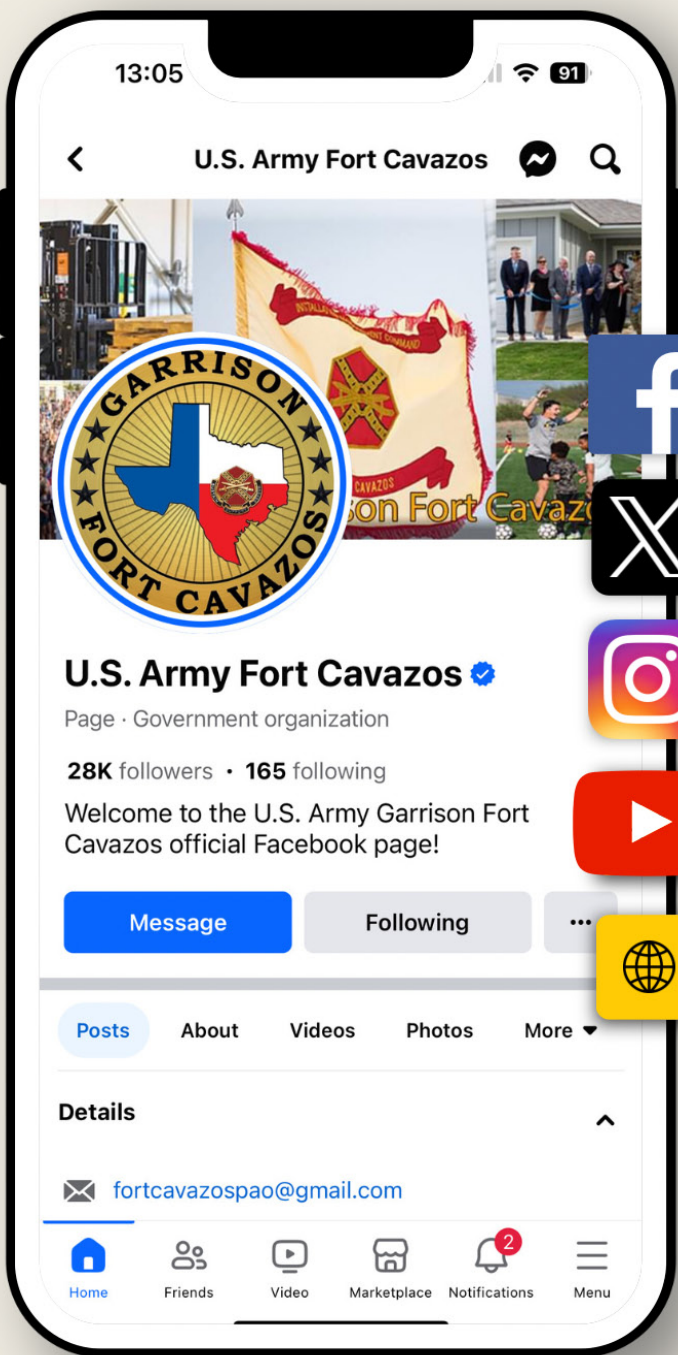 13:05
91
U.S. Army Fort Cavazos
CAVAZOS
son Fort Cavaz
GARRISON
FORT CAVAZOS
U.S. Army Fort Cavazos
Page · Government organization
28K followers · 165 following
Welcome to the U.S. Army Garrison Fort
Cavazos official Facebook page!
Message
Following
Posts
About
Videos
Photos
More
Details
fortcavazospao@gmail.com
2
Home
Friends
Video
Marketplace
Notifications
Menu